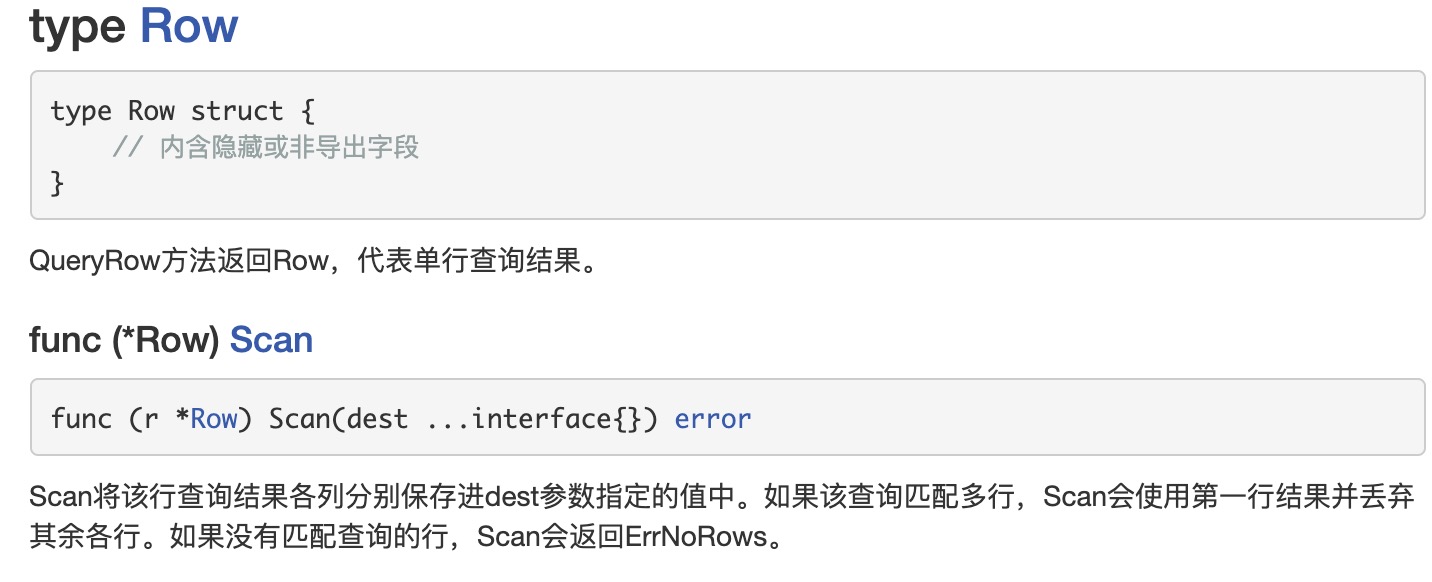 type Row
type Row struct {
    // 内含隐藏或非导出字段
}
QueryRow方法返回Row，代表单行查询结果。
func (*Row) Scan
func (r *Row) Scan(dest ...interface{}) error
Scan将该行查询结果各列分别保存进dest参数指定的值中。如果该查询匹配多行，Scan会使用第一行结果并丢弃
其余各行。如果没有匹配查询的行，Scan会返回ErrNoRows。